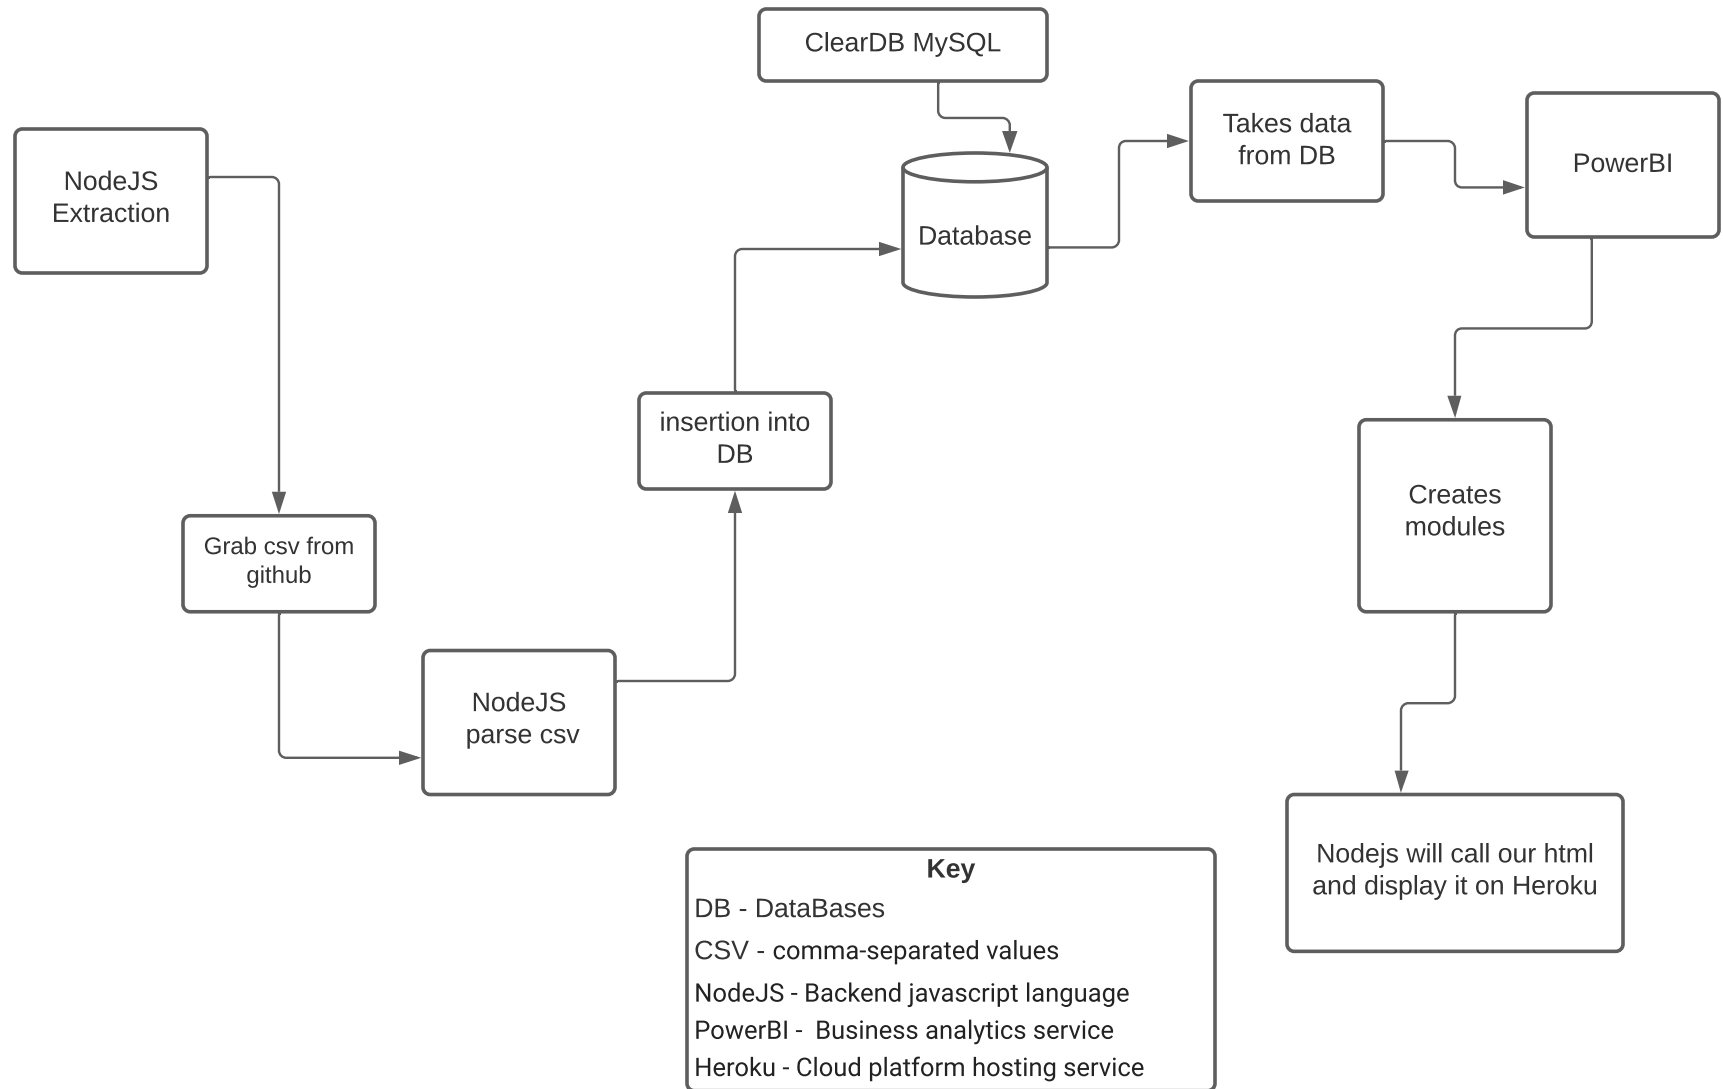 ClearDB MySQL
NodeJS
Extraction
Database
Takes data
from DB
PowerBI
Grab csv from
github
NodeJS
parse csv
insertion into
DB
Creates
modules
Nodejs will call our html
and display it on Heroku
Key
DB - DataBases
CSV - comma-separated values
NodeJS - Backend javascript language
PowerBI -  Business analytics service
Heroku - Cloud platform hosting service